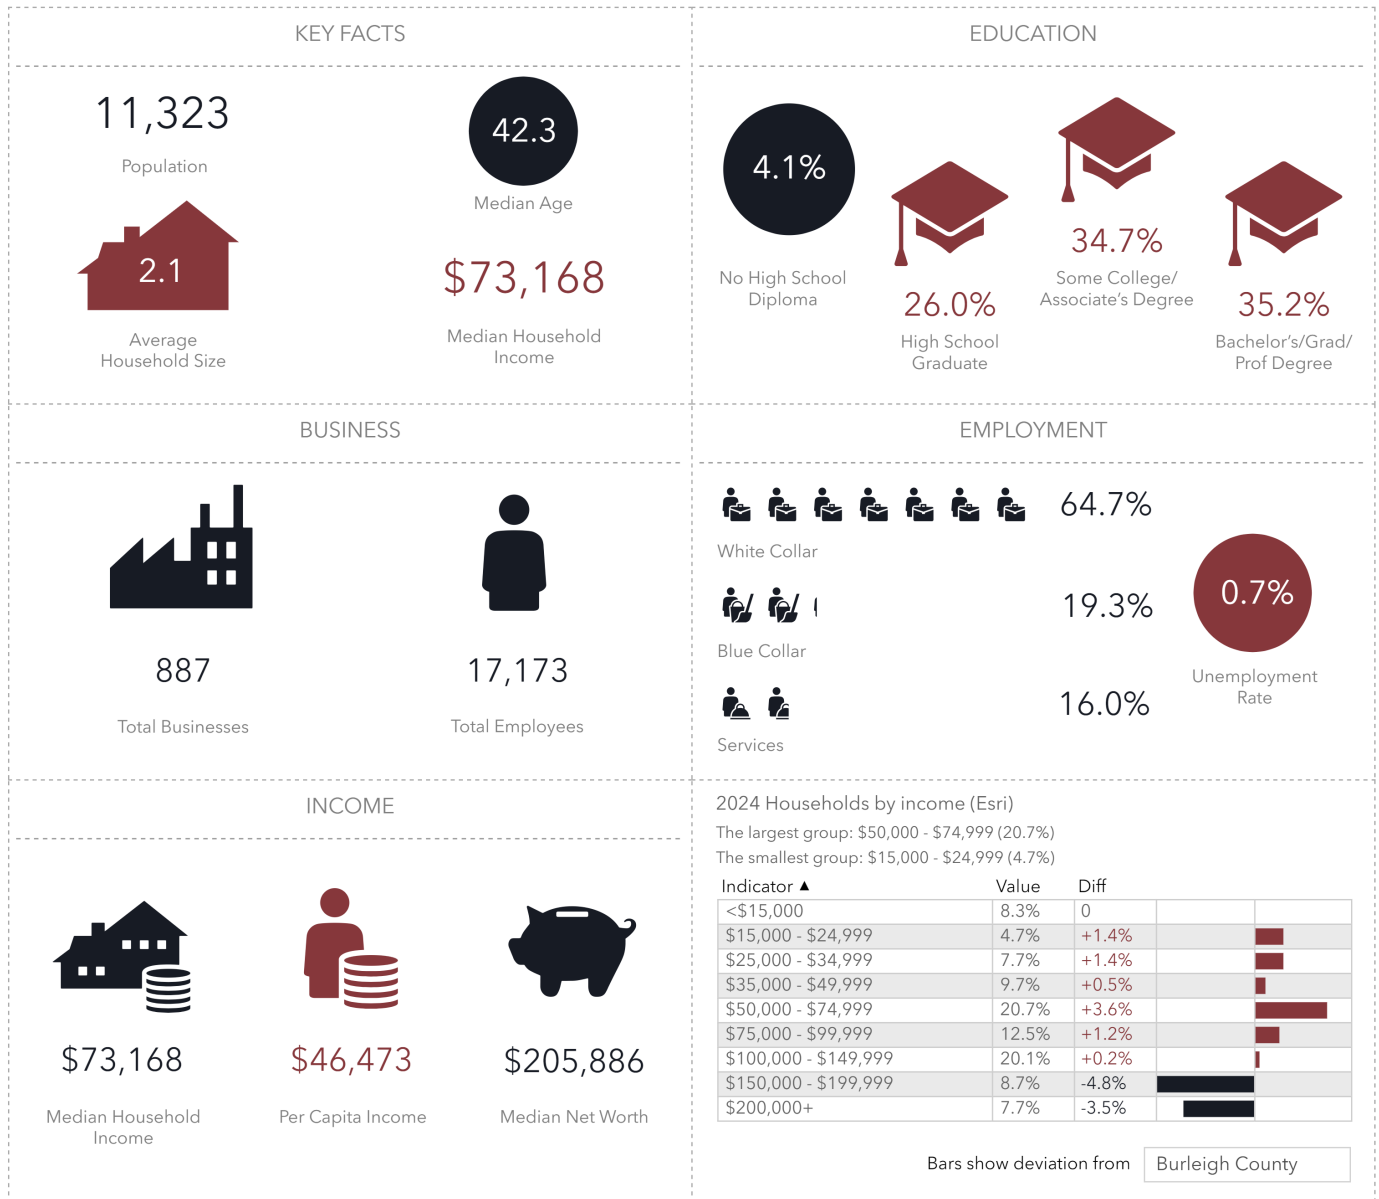 KEY FACTS
11,323
Population
42.3
Median Age
2.1
Average
Household Size
$73,168
Median Household
Income
EDUCATION
4.1%
No High School
Diploma
26.0%
High School
Graduate
34.7%
Some College/
Associate's Degree
35.2%
Bachelor's/Grad/
Prof Degree
BUSINESS
887
Total Businesses
17,173
Total Employees
EMPLOYMENT
64.7%
White Collar
19.3%
Blue Collar
16.0%
Services
0.7%
Unemployment
Rate
INCOME
$73,168
Median Household
Income
$46,473
Per Capita Income
$205,886
Median Net Worth
2024 Households by income (Esri)
The largest group: $50,000 - $74,999 (20.7%)
The smallest group: $15,000 - $24,999 (4.7%)
Indicator ▲ Value Diff
<$15,000 8.3% 0
$15,000 - $24,999 4.7% +1.4%
$25,000 - $34,999 7.7% +1.4%
$35,000 - $49,999 9.7% +0.5%
$50,000 - $74,999 20.7% +3.6%
$75,000 - $99,999 12.5% +1.2%
$100,000 - $149,999 20.1% +0.2%
$150,000 - $199,999 8.7% -4.8%
$200,000+ 7.7% -3.5%
Bars show deviation from Burleigh County